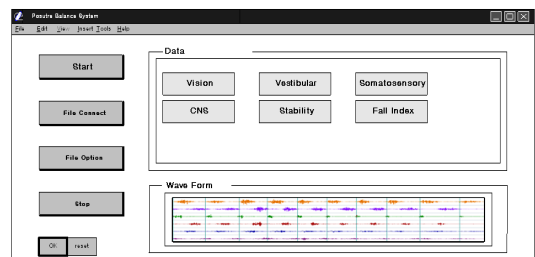 Posutra Balance System
File Edit View Insert Tools Help
Start
File Connect
File Option
Stop
OK reset
Data
Vision Vestibular Somatosensory
CNS Stability Fall Index
Wave Form